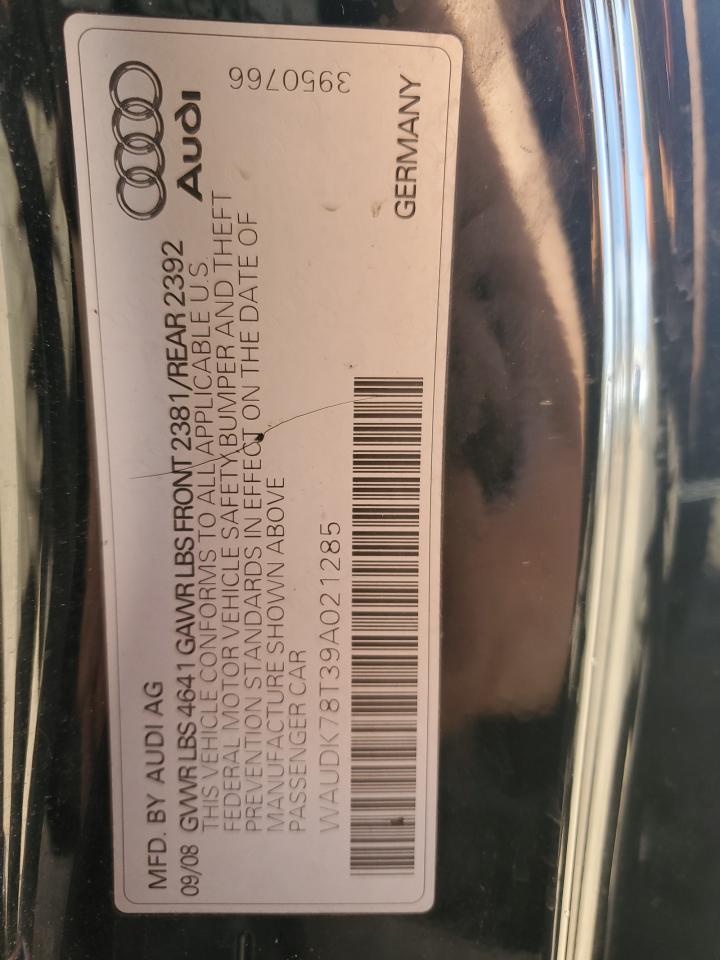 MFD. BY AUDI AG
09/08 GVWR LBS 4641 GAWR LBS FRONT 2381/REAR 2392
THIS VEHICLE CONFORMS TO ALL APPLICABLE U.S.
FEDERAL MOTOR VEHICLE SAFETY BUMPER AND THEFT
PREVENTION STANDARDS IN EFFECT ON THE DATE OF
MANUFACTURE SHOWN ABOVE
PASSENGER CAR
WAUDK78T39A021285
Audi
3950766
GERMANY